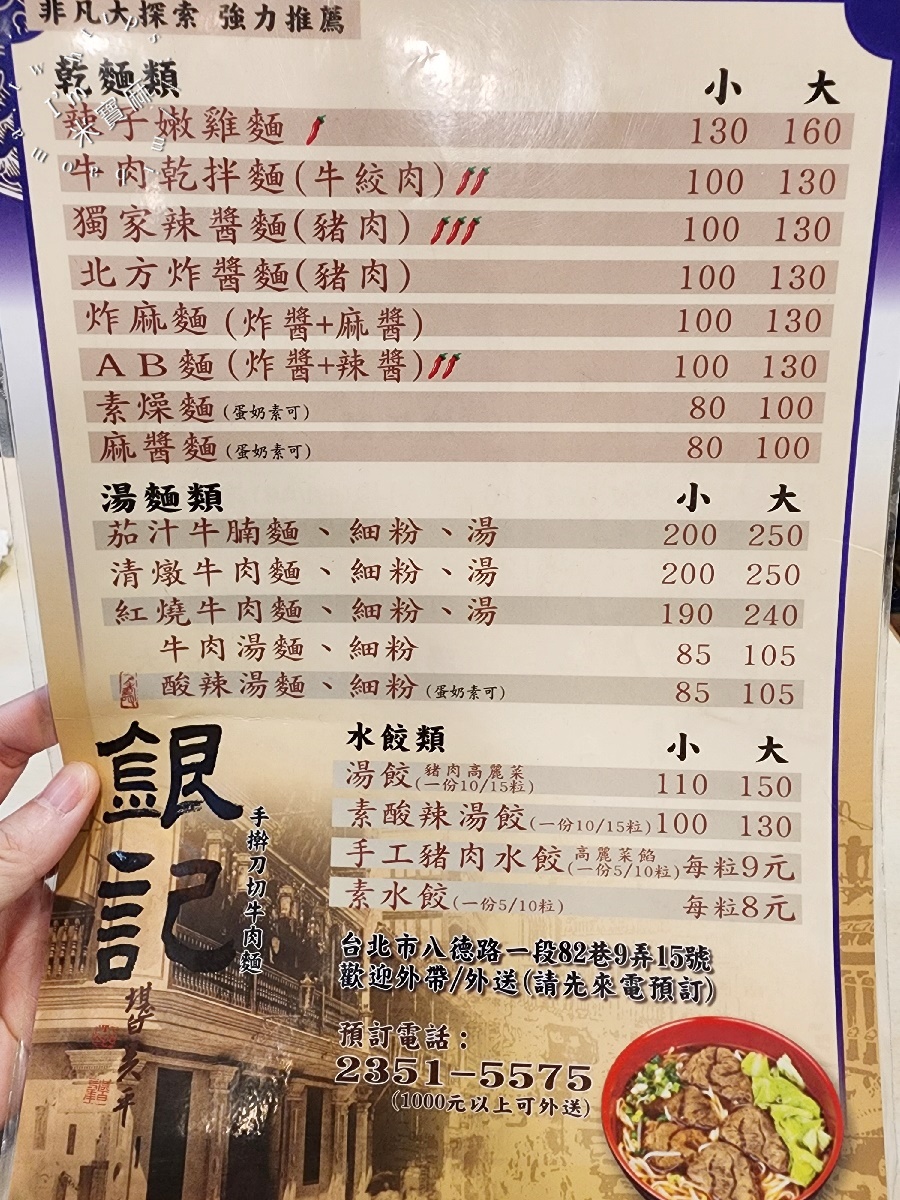 非凡大探索 強力推薦
乾麵類 小 大
辣子嫩雞麵 130 160
牛肉乾拌麵(牛絞肉) 100 130
獨家辣醬麵(豬肉) 100 130
北方炸醬麵(豬肉) 100 130
炸麻麵(炸醬+麻醬) 100 130
AB麵(炸醬+辣醬) 100 130
素燥麵(蛋奶素可) 80 100
麻醬麵(蛋奶素可) 80 100
湯麵類 小 大
茄汁牛腩麵、細粉、湯 200 250
清燉牛肉麵、細粉、湯 200 250
紅燒牛肉麵、細粉、湯 190 240
牛肉湯麵、細粉 85 105
酸辣湯麵、細粉(蛋奶素可) 85 105
水餃類 小 大
湯餃 豬肉高麗菜(一份10/15粒) 110 150
素酸辣湯餃(一份10/15粒) 100 130
手工豬肉水餃 高麗菜餡(一份5/10粒) 每粒9元
素水餃(一份5/10粒) 每粒8元
銀記
手擀刀切牛肉麵
台北市八德路一段82巷9弄15號
歡迎外帶/外送(請先來電預訂)
預訂電話：
2351-5575
(1000元以上可外送)